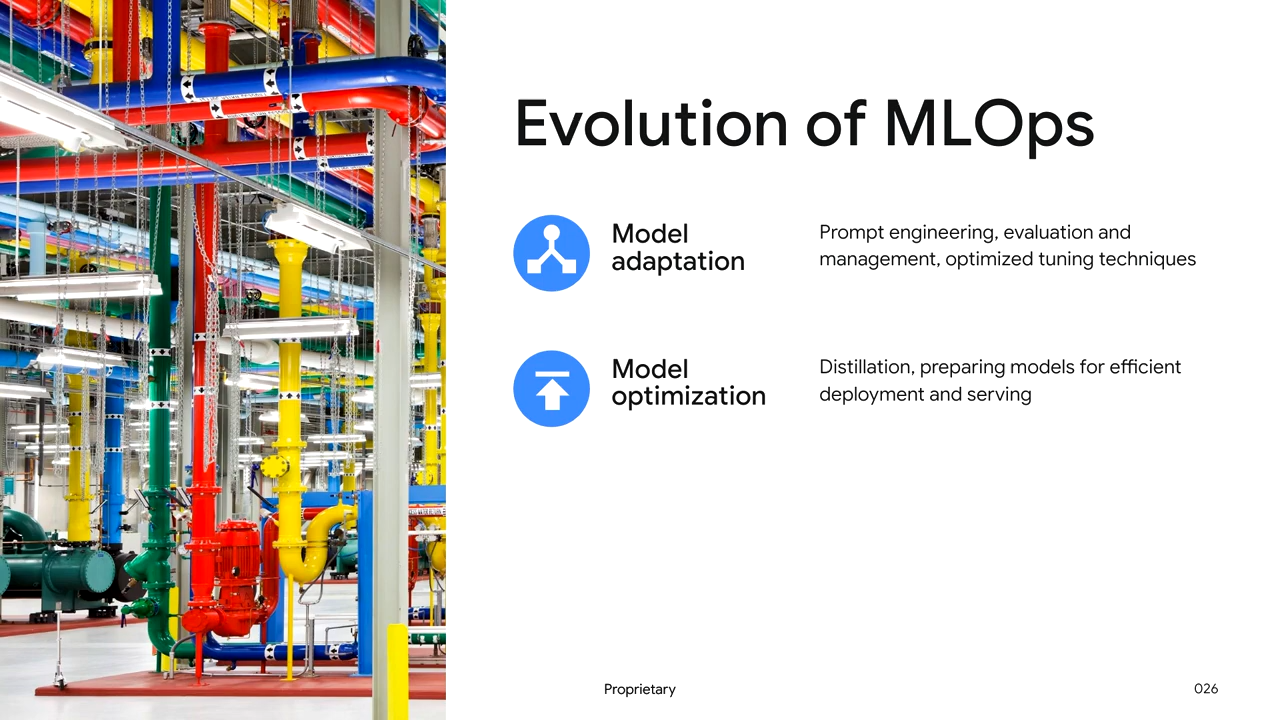 Evolution of MLOps
Model
adaptation
Prompt engineering, evaluation and
management, optimized tuning techniques
Model
optimization
Distillation, preparing models for efficient
deployment and serving
Proprietary
026